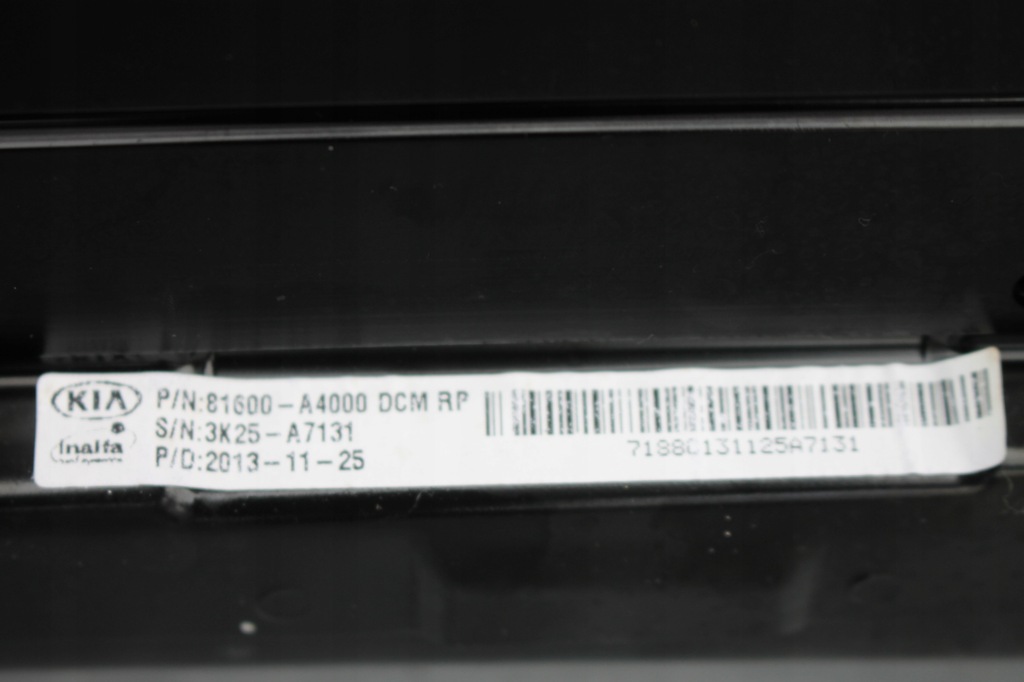 KIA
Inalfa
P/N:81600-A4000 DCM RP
S/N:3K25-A7131
P/D:2013-11-25
7188C131125A7131